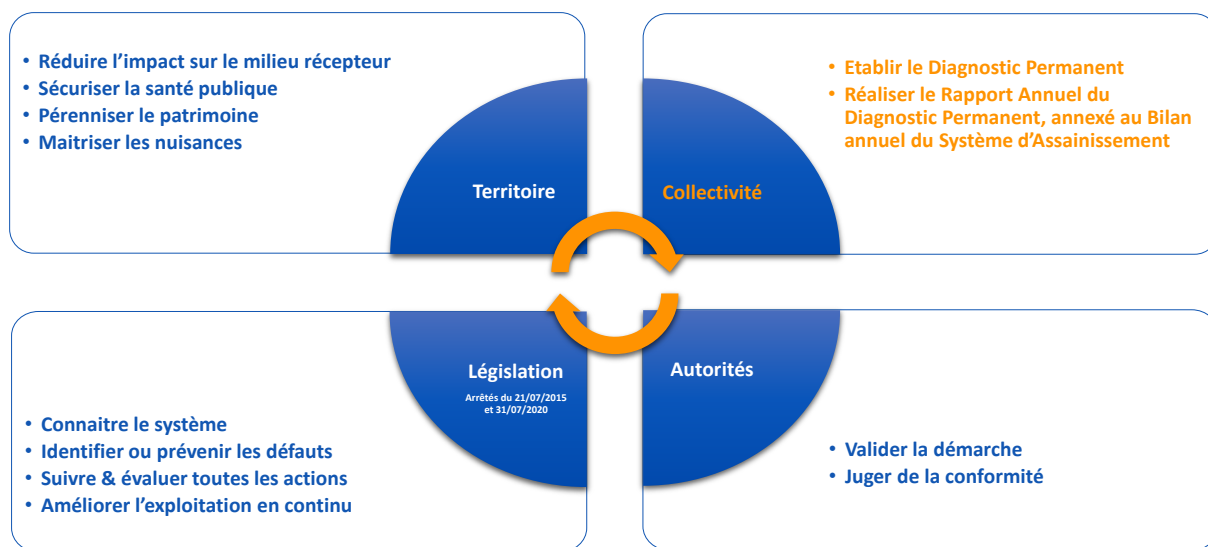 • Réduire l’impact sur le milieu récepteur
• Sécuriser la santé publique
• Pérenniser le patrimoine
• Maitriser les nuisances
Territoire
• Etablir le Diagnostic Permanent
• Réaliser le Rapport Annuel du
Diagnostic Permanent, annexé au Bilan
annuel du Système d’Assainissement
Collectivité
Législation
Arrêtés du 21/07/2015
et 31/07/2020
• Connaitre le système
• Identifier ou prévenir les défauts
• Suivre & évaluer toutes les actions
• Améliorer l’exploitation en continu
Autorités
• Valider la démarche
• Juger de la conformité